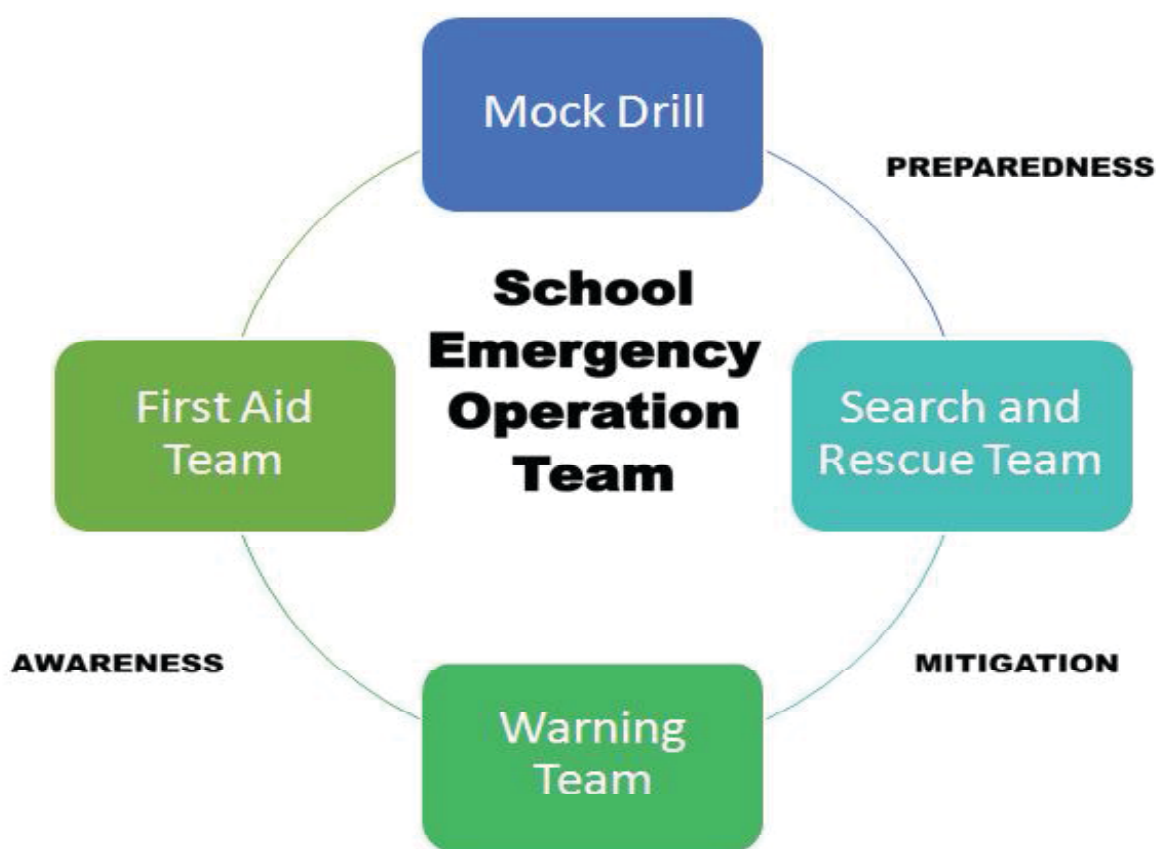 Mock Drill
PREPAREDNESS
School
Emergency
Operation
Team
First Aid
Team
Search and
Rescue Team
AWARENESS
MITIGATION
Warning
Team